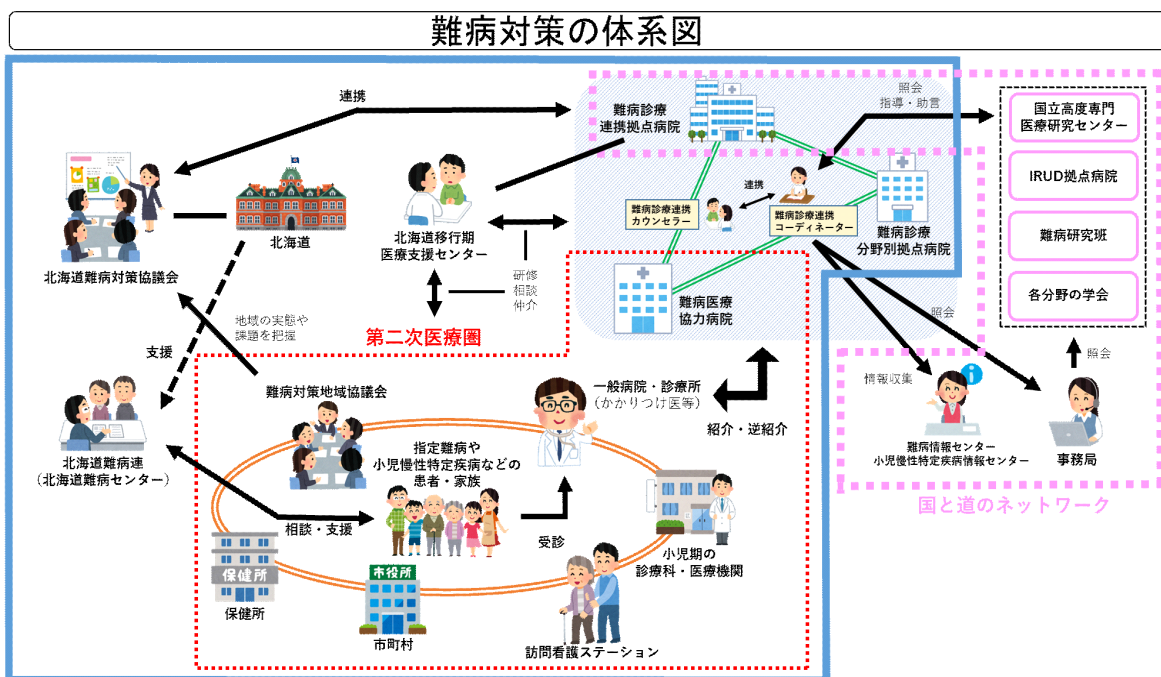 難病対策の体系図
連携
難病診療
連携拠点病院
照会
指導・助言
国立高度専門
医療研究センター
IRUD拠点病院
難病研究班
各分野の学会
北海道難病対策協議会
北海道
北海道移行期
医療支援センター
連携
難病診療連携
カウンセラー
難病診療連携
コーディネーター
難病診療
分野別拠点病院
難病医療
協力病院
研修
相談
仲介
地域の実態や
課題を把握
第二次医療圏
支援
照会
照会
情報収集
難病対策地域協議会
一般病院・診療所
（かかりつけ医等）
紹介・逆紹介
難病情報センター
小児慢性特定疾病情報センター
事務局
国と道のネットワーク
北海道難病連
（北海道難病センター）
指定難病や
小児慢性特定疾病などの
患者・家族
相談・支援
受診
小児期の
診療科・医療機関
保健所
保健所
市役所
市町村
訪問看護ステーション